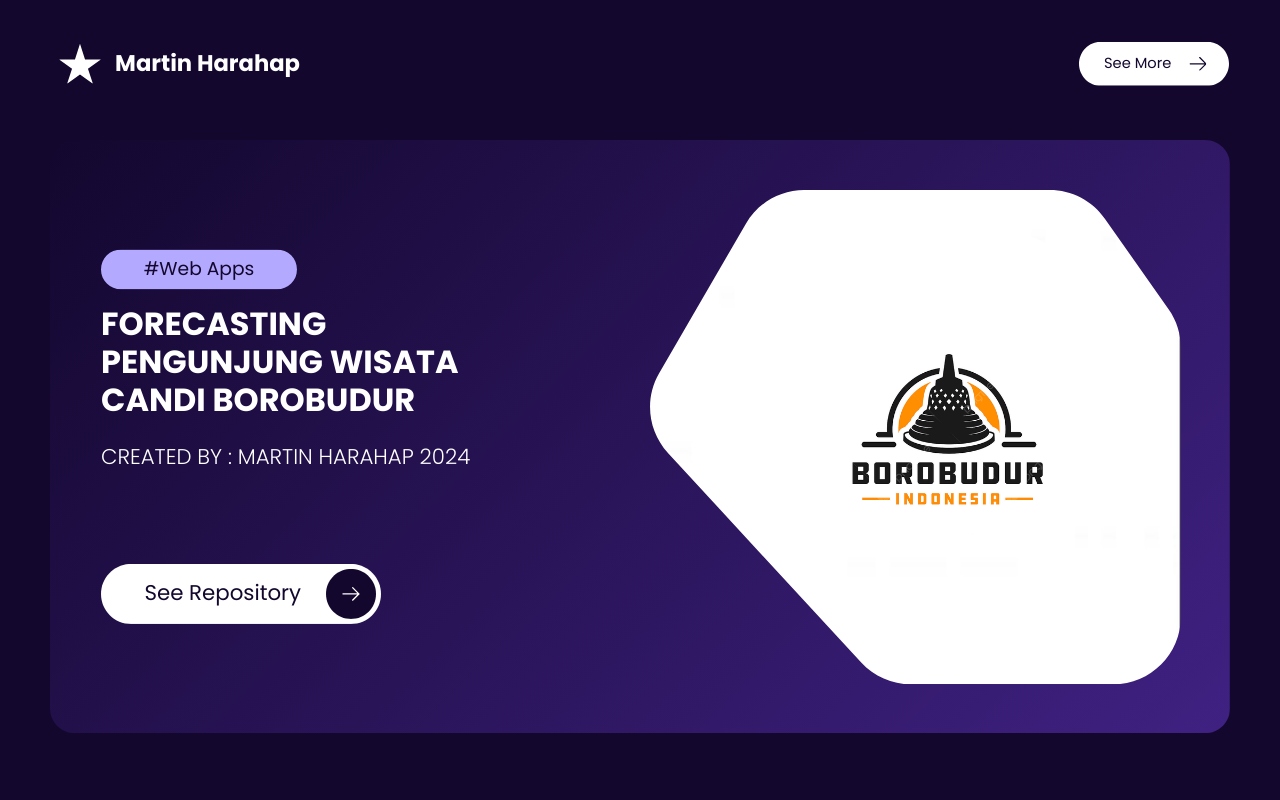 Martin Harahap
See More
#Web Apps
FORECASTING
PENGUNJUNG WISATA
CANDI BOROBUDUR
CREATED BY : MARTIN HARAHAP 2024
See Repository
BOROBUDUR
INDONESIA